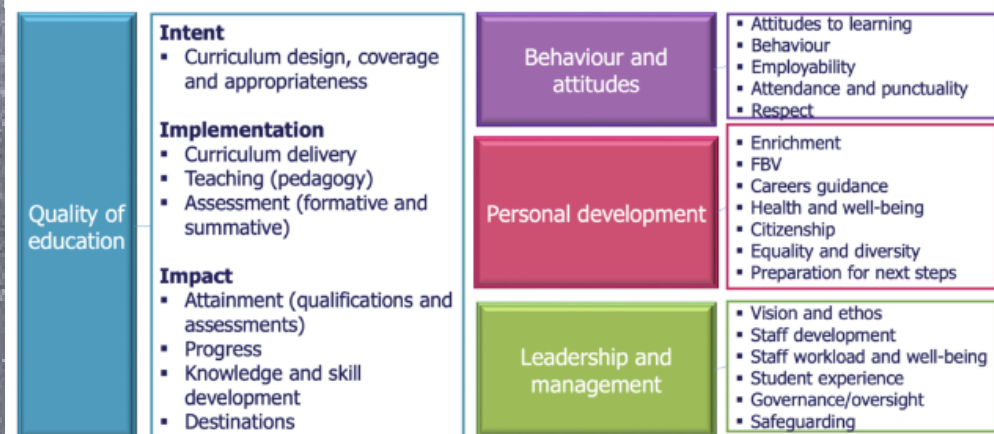 Quality of
education
Intent
▪ Curriculum design, coverage
and appropriateness
Implementation
▪ Curriculum delivery
▪ Teaching (pedagogy)
▪ Assessment (formative and
summative)
Impact
▪ Attainment (qualifications and
assessments)
▪ Progress
▪ Knowledge and skill
development
▪ Destinations
Behaviour and
attitudes
▪ Attitudes to learning
▪ Behaviour
▪ Employability
▪ Attendance and punctuality
▪ Respect
Personal development
▪ Enrichment
▪ FBV
▪ Careers guidance
▪ Health and well-being
▪ Citizenship
▪ Equality and diversity
▪ Preparation for next steps
Leadership and
management
▪ Vision and ethos
▪ Staff development
▪ Staff workload and well-being
▪ Student experience
▪ Governance/oversight
▪ Safeguarding